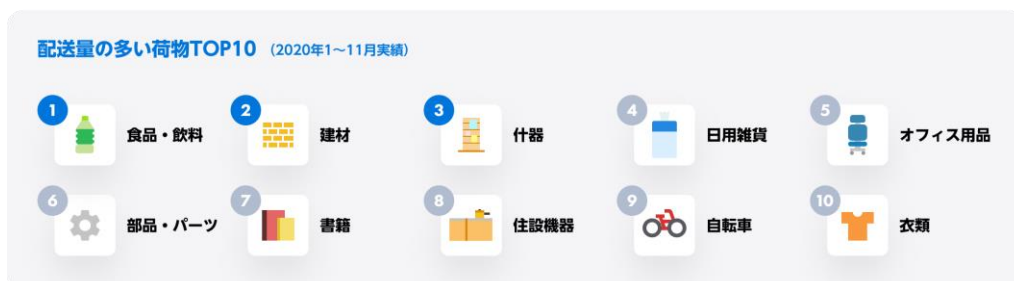 配送量の多い荷物TOP10 （2020年1～11月実績）
1 食品・飲料
2 建材
3 什器
4 日用雑貨
5 オフィス用品
6 部品・パーツ
7 書籍
8 住設機器
9 自転車
10 衣類